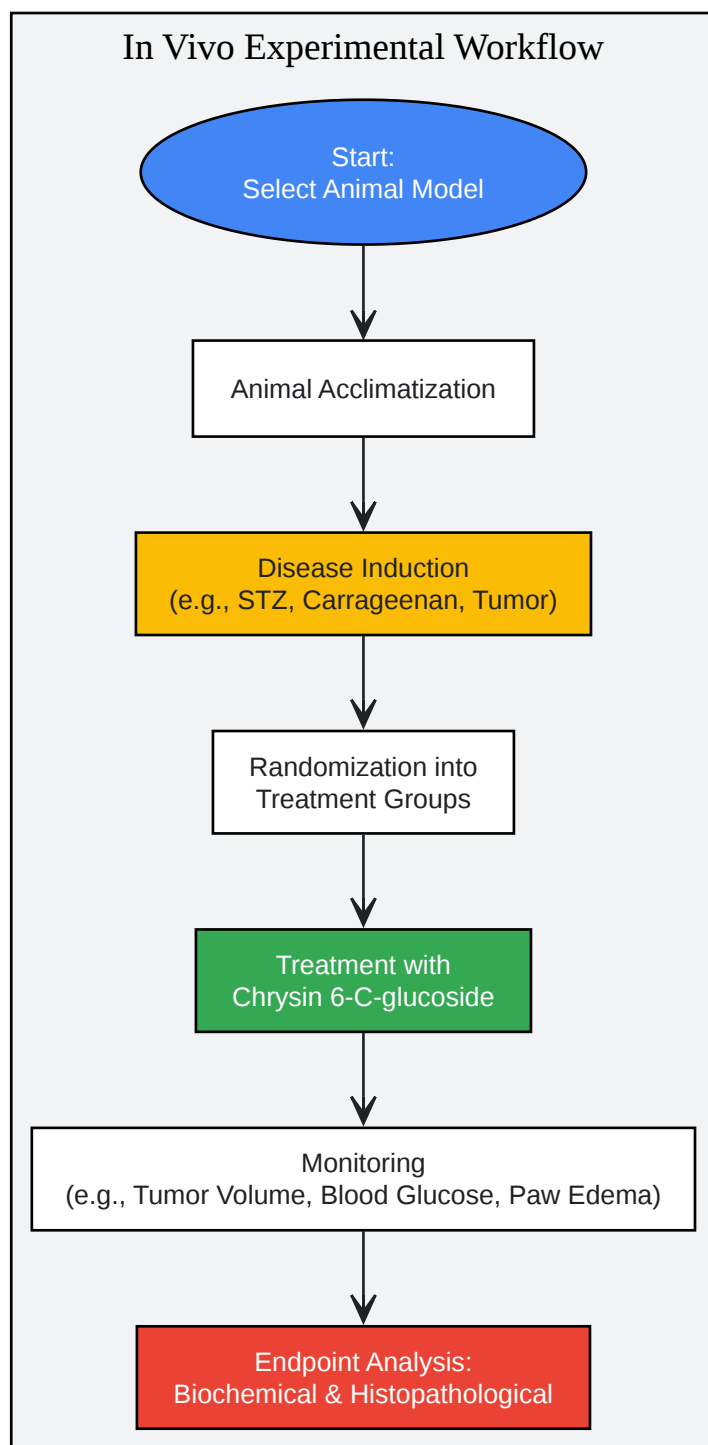 In Vivo Experimental Workflow
Start:
Select Animal Model
Animal Acclimatization
Disease Induction
(e.g., STZ, Carrageenan, Tumor)
Randomization into
Treatment Groups
Treatment with
Chrysin 6-C-glucoside
Monitoring
(e.g., Tumor Volume, Blood Glucose, Paw Edema)
Endpoint Analysis:
Biochemical & Histopathological